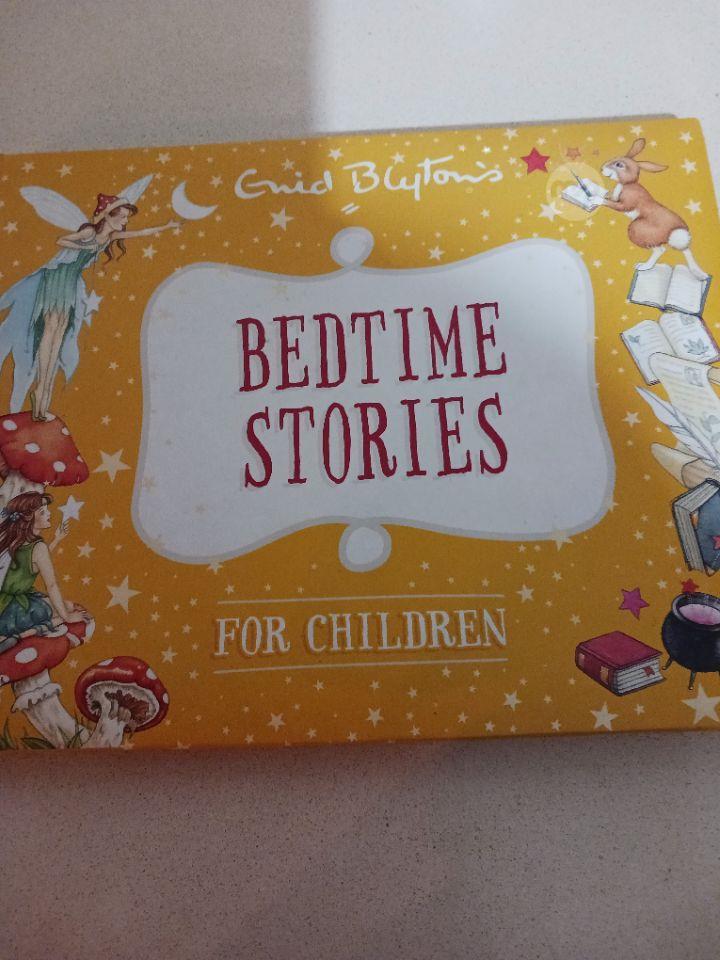 Enid Blyton's
BEDTIME
STORIES
FOR CHILDREN